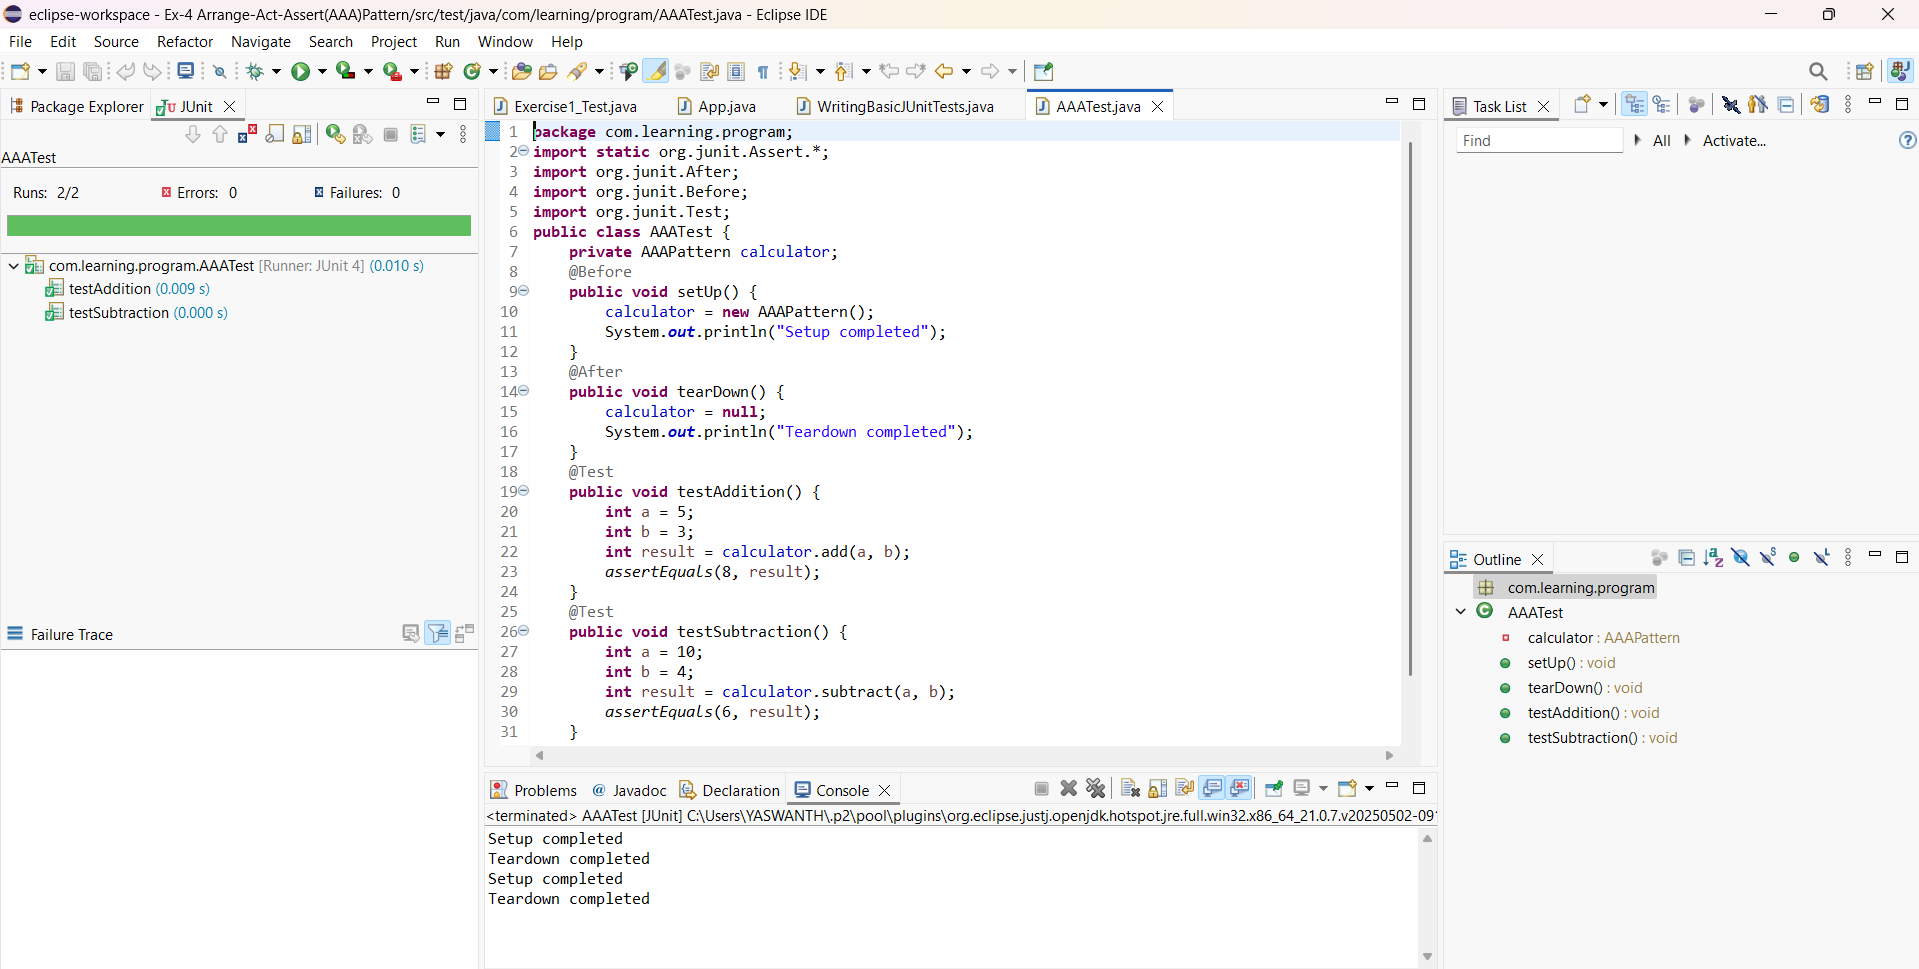 eclipse-workspace - Ex-4 Arrange-Act-Assert(AAA)Pattern/src/test/java/com/learning/program/AAATest.java - Eclipse IDE
File Edit Source Refactor Navigate Search Project Run Window Help
Package Explorer JUnit
AAATest
Runs: 2/2 Errors: 0 Failures: 0
com.learning.program.AAATest [Runner: JUnit 4] (0.010 s)
testAddition (0.009 s)
testSubtraction (0.000 s)
Failure Trace
Exercise1_Test.java App.java WritingBasicJUnitTests.java AAATest.java
1 package com.learning.program;
2 import static org.junit.Assert.*;
3 import org.junit.After;
4 import org.junit.Before;
5 import org.junit.Test;
6 public class AAATest {
7 private AAAPattern calculator;
8 @Before
9 public void setUp() {
10 calculator = new AAAPattern();
11 System.out.println("Setup completed");
12 }
13 @After
14 public void tearDown() {
15 calculator = null;
16 System.out.println("Teardown completed");
17 }
18 @Test
19 public void testAddition() {
20 int a = 5;
21 int b = 3;
22 int result = calculator.add(a, b);
23 assertEquals(8, result);
24 }
25 @Test
26 public void testSubtraction() {
27 int a = 10;
28 int b = 4;
29 int result = calculator.subtract(a, b);
30 assertEquals(6, result);
31 }
Problems Javadoc Declaration Console
<terminated> AAATest [JUnit] C:\Users\YASWANTH\.p2\pool\plugins\org.eclipse.justj.openjdk.hotspot.jre.full.win32.x86_64_21.0.7.v20250502-09
Setup completed
Teardown completed
Setup completed
Teardown completed
Task List
Find All Activate...
Outline
com.learning.program
AAATest
calculator : AAAPattern
setUp() : void
tearDown() : void
testAddition() : void
testSubtraction() : void